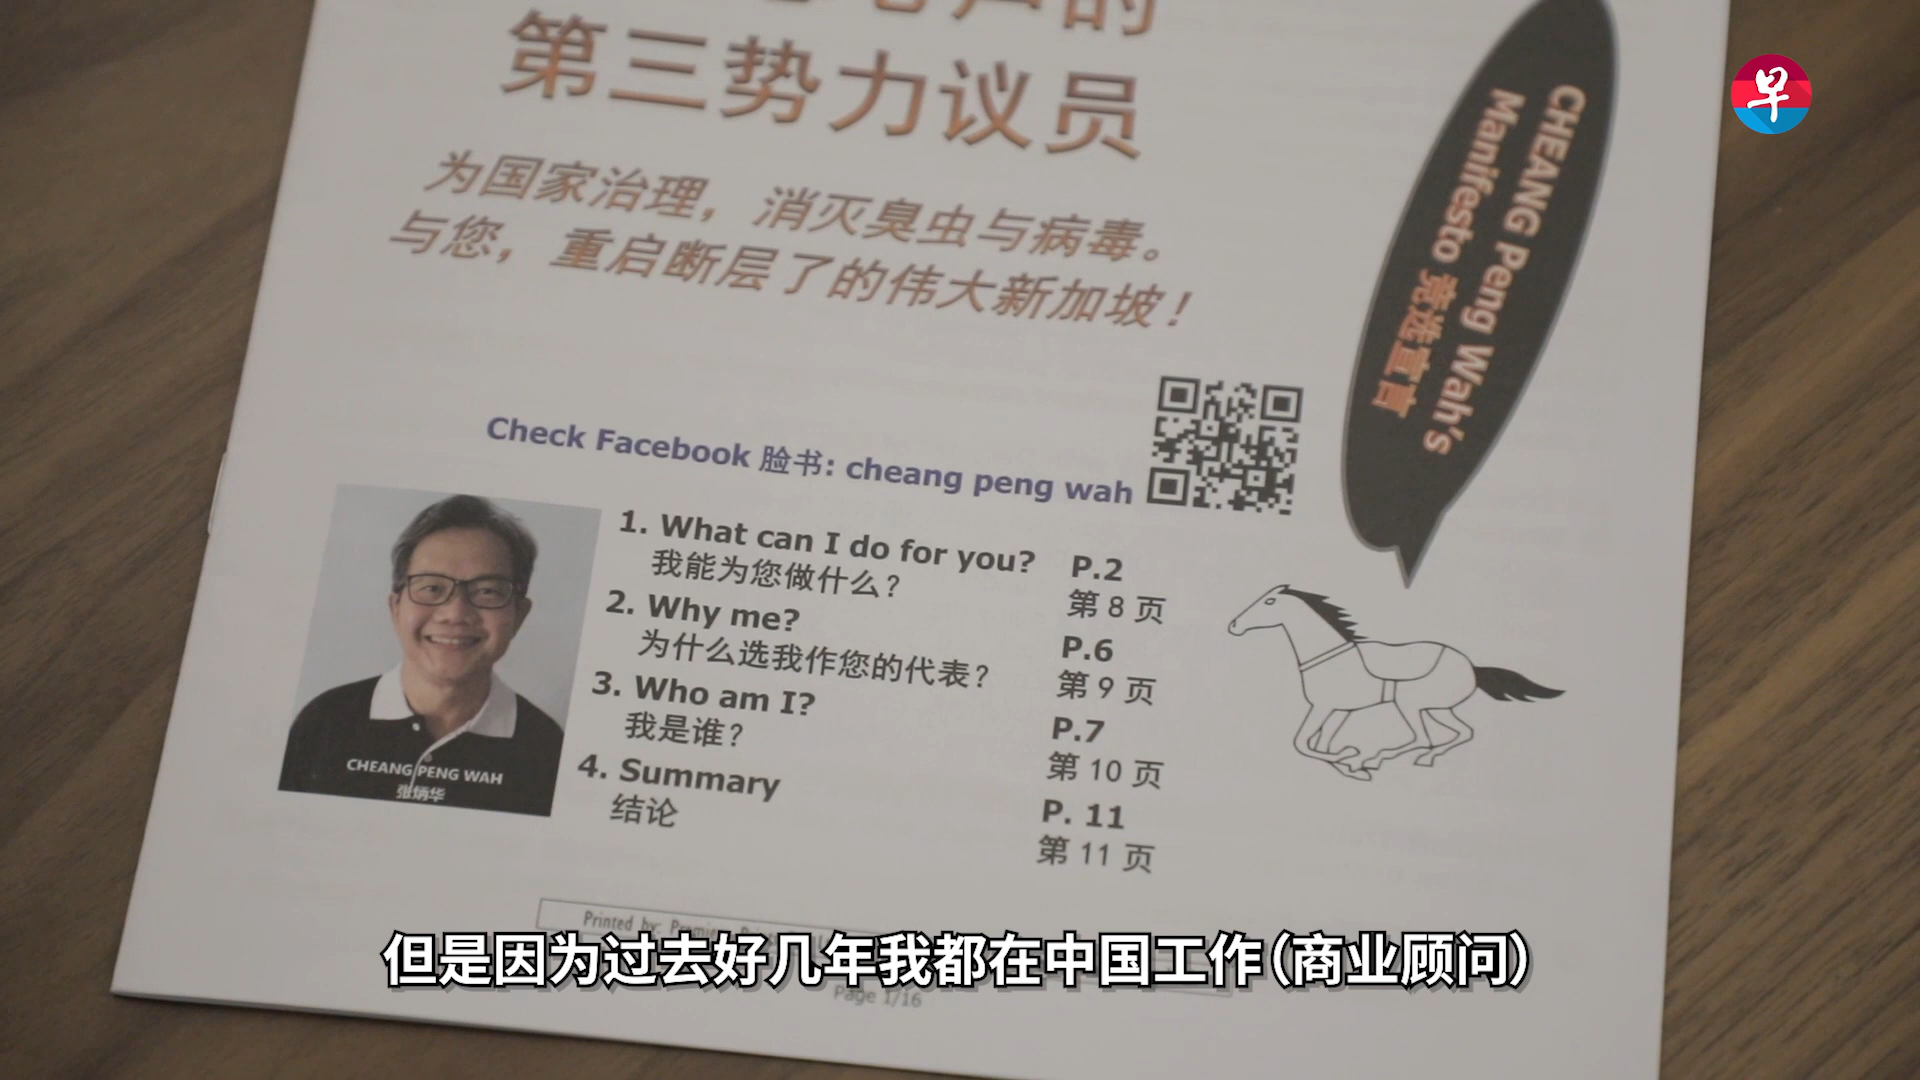 第三势力议员
为国家治理，消灭臭虫与病毒。
与您，重启断层了的伟大新加坡！
CHEANG Peng Wah's
Manifesto 竞选宣言
早
Check Facebook 脸书: cheang peng wah
1. What can I do for you? P.2
我能为您做什么？ 第 8 页
2. Why me? P.6
为什么选我作您的代表？ 第 9 页
3. Who am I? P.7
我是谁？ 第 10 页
4. Summary P. 11
结论 第 11 页
CHEANG PENG WAH
张炳华
Printed by:
但是因为过去好几年我都在中国工作（商业顾问）
Page 1/16